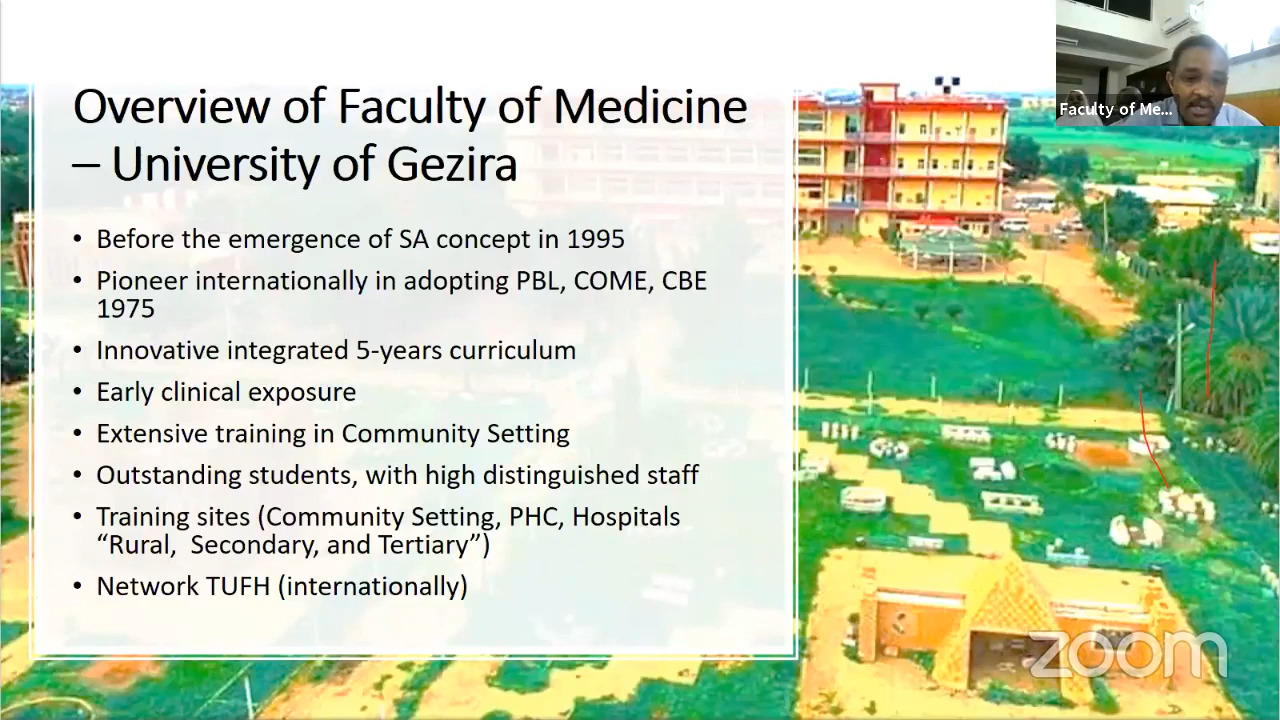 Overview of Faculty of Medicine
– University of Gezira
• Before the emergence of SA concept in 1995
• Pioneer internationally in adopting PBL, COME, CBE
1975
• Innovative integrated 5-years curriculum
• Early clinical exposure
• Extensive training in Community Setting
• Outstanding students, with high distinguished staff
• Training sites (Community Setting, PHC, Hospitals
“Rural,  Secondary, and Tertiary”)
• Network TUFH (internationally)
Faculty of Me...
zoom